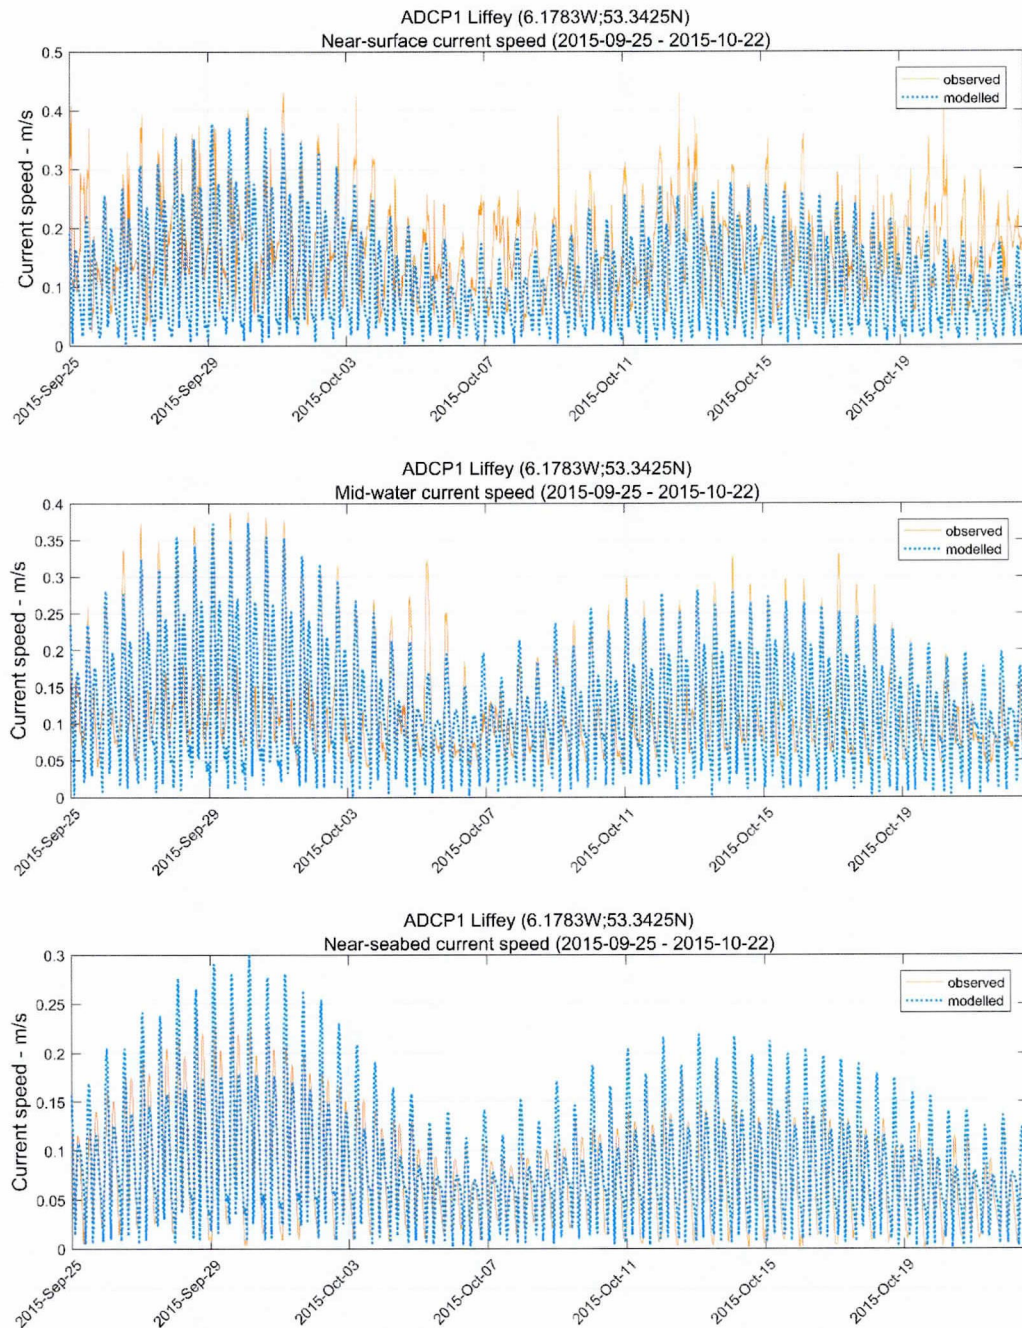 ADCP1 Liffey (6.1783W;53.3425N)
Near-surface current speed (2015-09-25 - 2015-10-22)
Current speed - m/s
0.5
0.4
0.3
0.2
0.1
0
observed
modelled
2015-Sep-25
2015-Sep-29
2015-Oct-03
2015-Oct-07
2015-Oct-11
2015-Oct-15
2015-Oct-19
ADCP1 Liffey (6.1783W;53.3425N)
Mid-water current speed (2015-09-25 - 2015-10-22)
Current speed - m/s
0.4
0.35
0.3
0.25
0.2
0.15
0.1
0.05
0
observed
modelled
2015-Sep-25
2015-Sep-29
2015-Oct-03
2015-Oct-07
2015-Oct-11
2015-Oct-15
2015-Oct-19
ADCP1 Liffey (6.1783W;53.3425N)
Near-seabed current speed (2015-09-25 - 2015-10-22)
Current speed - m/s
0.3
0.25
0.2
0.15
0.1
0.05
0
observed
modelled
2015-Sep-25
2015-Sep-29
2015-Oct-03
2015-Oct-07
2015-Oct-11
2015-Oct-15
2015-Oct-19